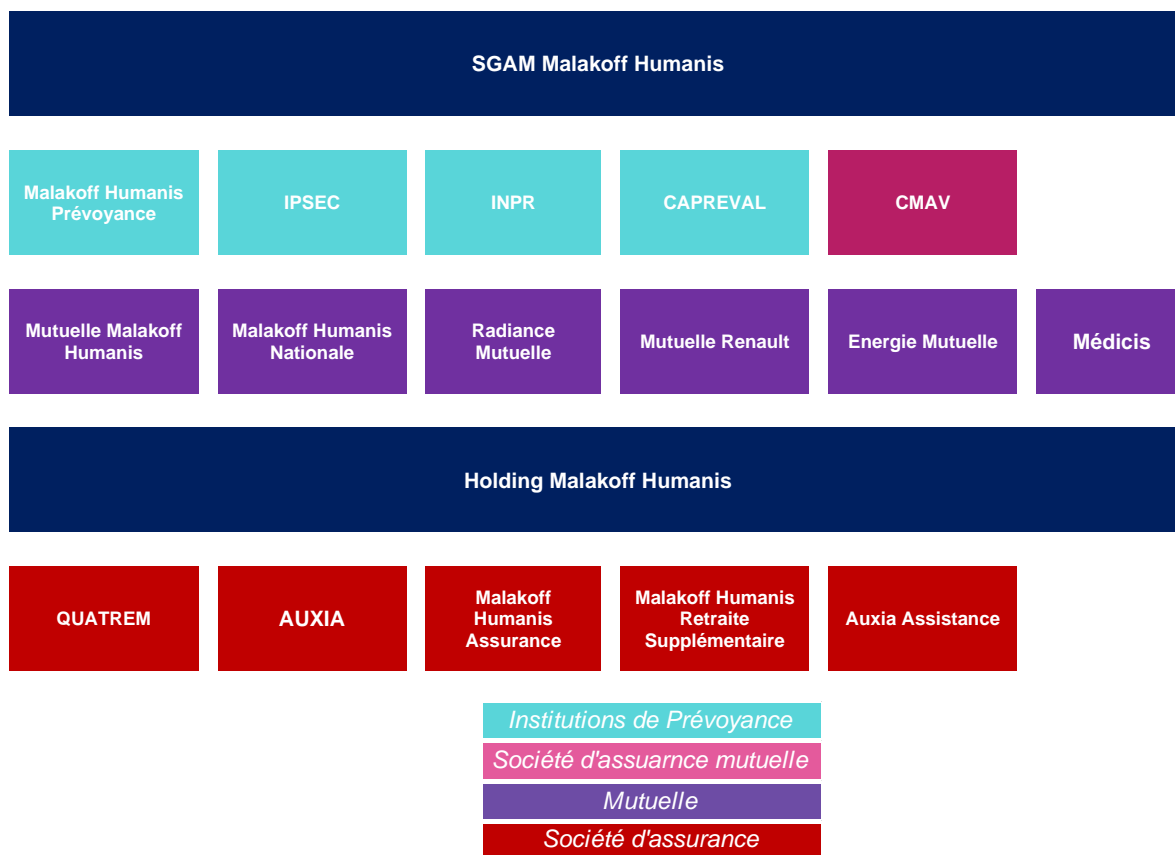 SGAM Malakoff Humanis
Malakoff Humanis
Prévoyance
IPSEC
INPR
CAPREVAL
CMAV
Mutuelle Malakoff
Humanis
Malakoff Humanis
Nationale
Radiance
Mutuelle
Mutuelle Renault
Energie Mutuelle
Médicis
Holding Malakoff Humanis
QUATREM
AUXIA
Malakoff
Humanis
Assurance
Malakoff Humanis
Retraite
Supplémentaire
Auxia Assistance
Institutions de Prévoyance
Société d'assuarnce mutuelle
Mutuelle
Société d'assurance